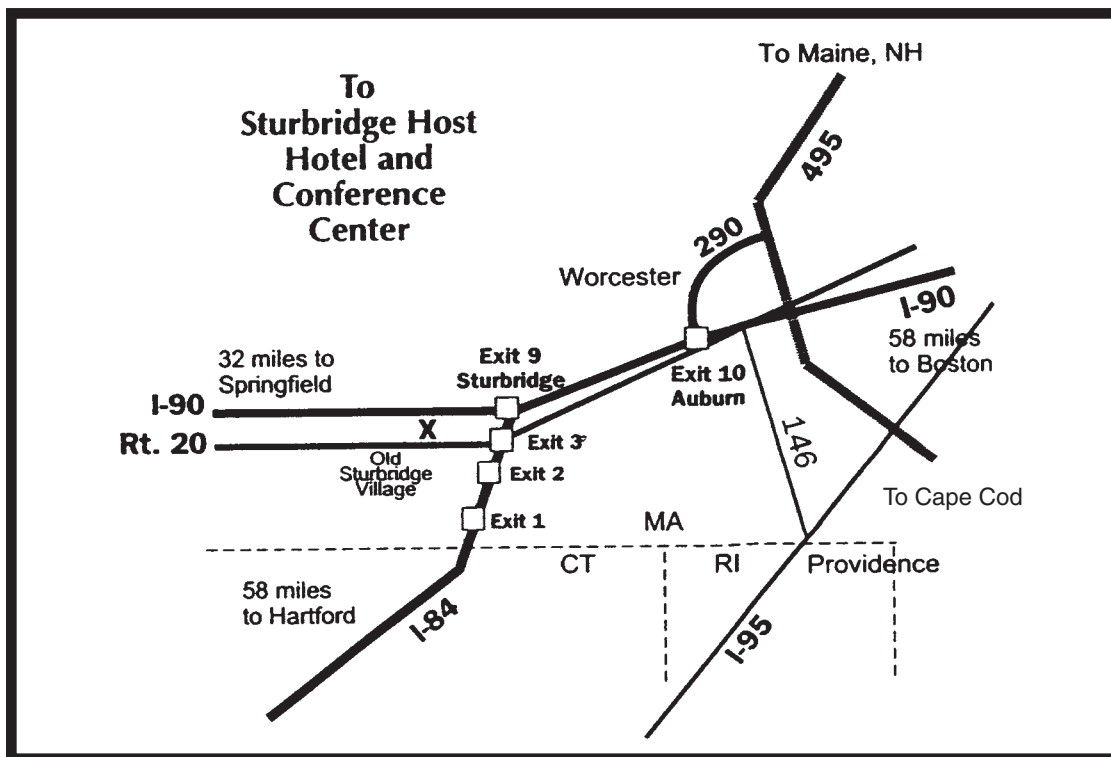 To Maine, NH
To
Sturbridge Host
Hotel and
Conference
Center
495
290
Worcester
I-90
58 miles
to Boston
32 miles to
Springfield
Exit 9
Sturbridge
Exit 10
Auburn
I-90
X
Rt. 20
Exit 3
Old
Sturbridge
Village
Exit 2
146
To Cape Cod
Exit 1
MA
CT
RI
Providence
58 miles
to Hartford
I-84
I-95